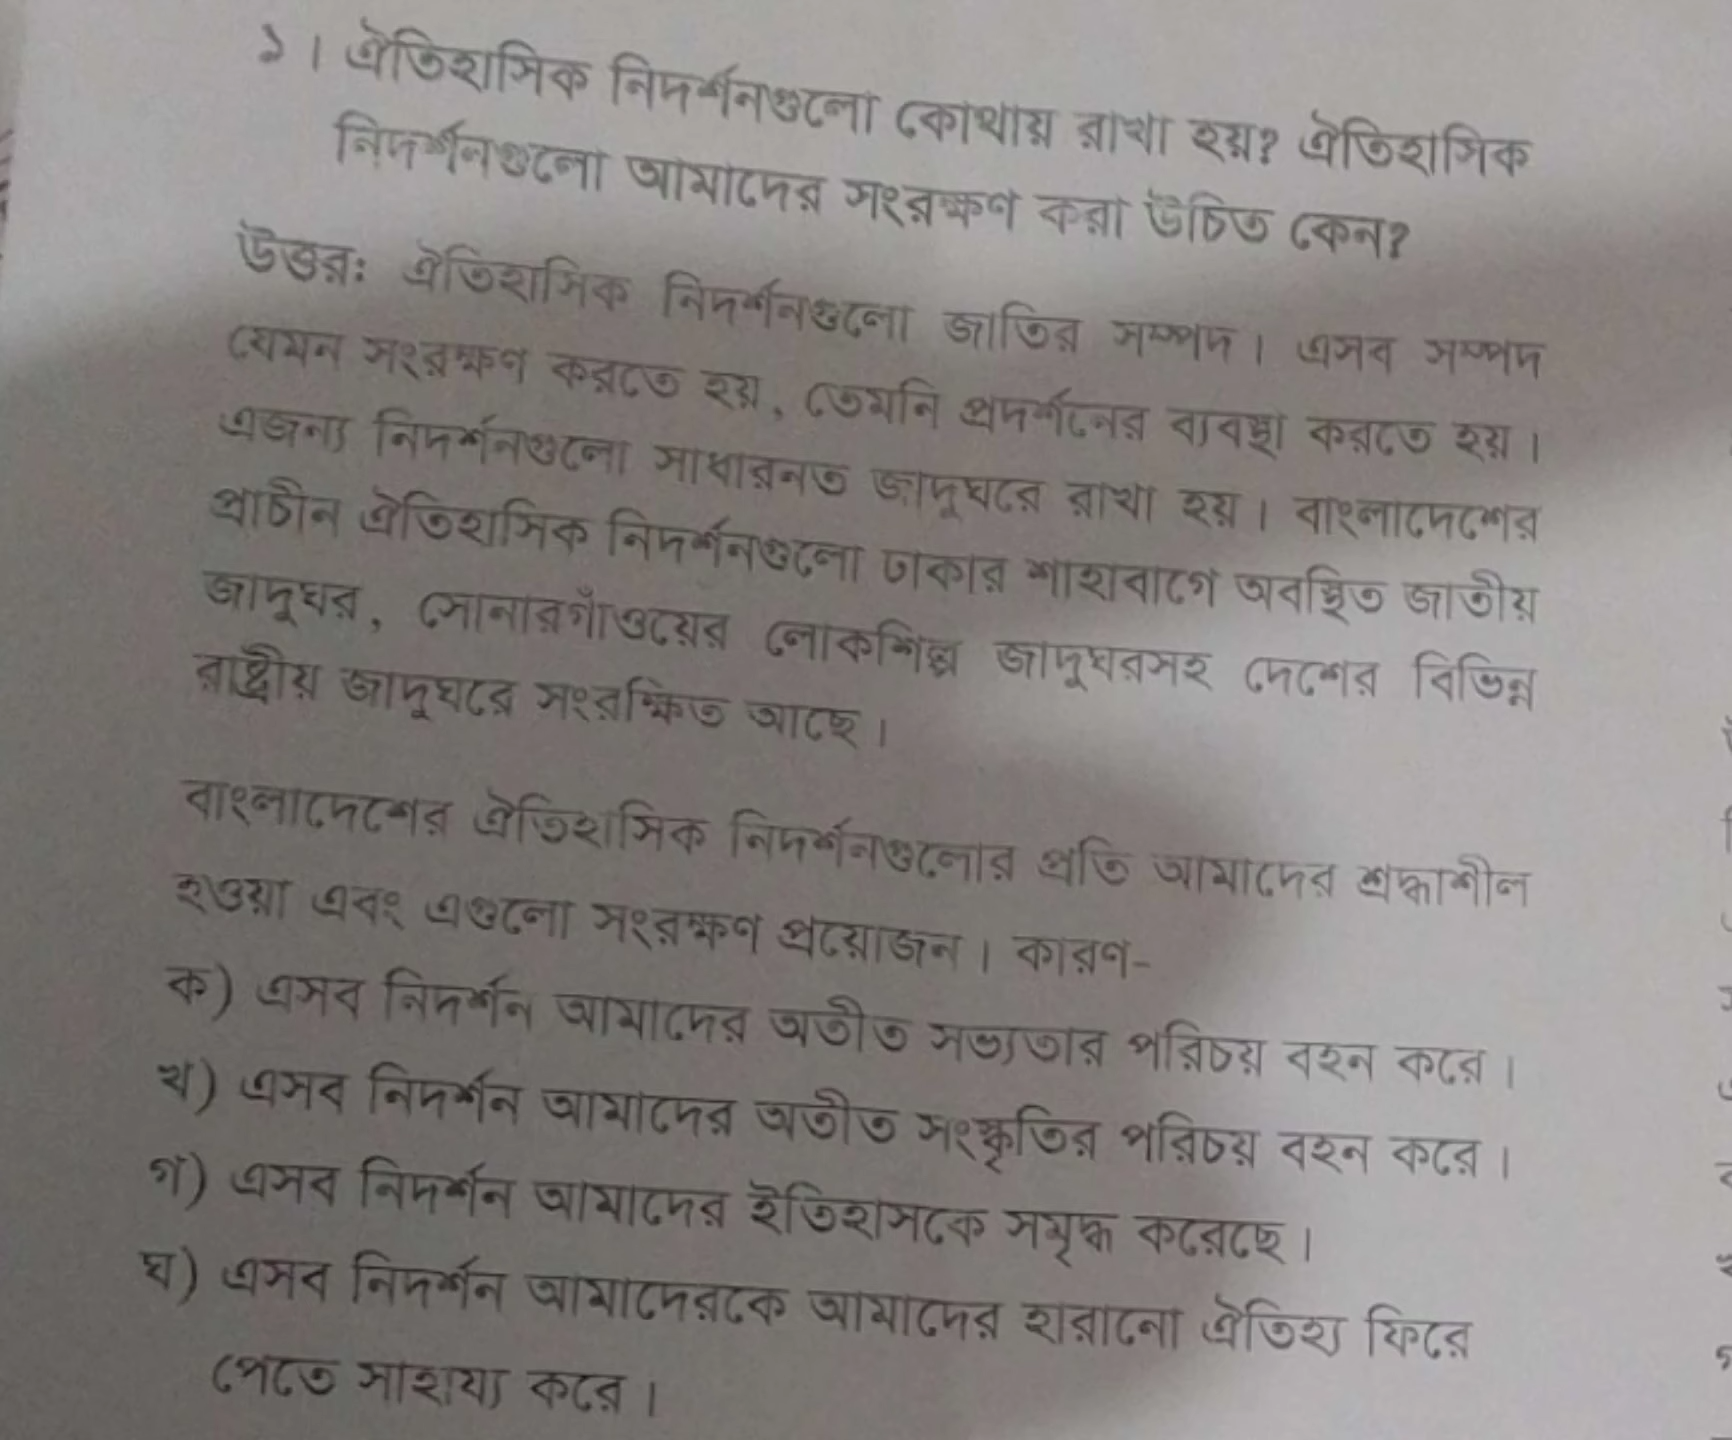 ১। ঐতিহাসিক নিদর্শনগুলো কোথায় রাখা হয়? ঐতিহাসিক
নিদর্শনগুলো আমাদের সংরক্ষণ করা উচিত কেন?
উত্তর: ঐতিহাসিক নিদর্শনগুলো জাতির সম্পদ। এসব সম্পদ
যেমন সংরক্ষণ করতে হয়, তেমনি প্রদর্শনের ব্যবস্থা করতে হয়।
এজন্য নিদর্শনগুলো সাধারনত জাদুঘরে রাখা হয়। বাংলাদেশের
প্রাচীন ঐতিহাসিক নিদর্শনগুলো ঢাকার শাহাবাগে অবস্থিত জাতীয়
জাদুঘর, সোনারগাঁওয়ের লোকশিল্প জাদুঘরসহ দেশের বিভিন্ন
রাষ্ট্রীয় জাদুঘরে সংরক্ষিত আছে।
বাংলাদেশের ঐতিহাসিক নিদর্শনগুলোর প্রতি আমাদের শ্রদ্ধাশীল
হওয়া এবং এগুলো সংরক্ষণ প্রয়োজন। কারণ-
ক) এসব নিদর্শন আমাদের অতীত সভ্যতার পরিচয় বহন করে।
খ) এসব নিদর্শন আমাদের অতীত সংস্কৃতির পরিচয় বহন করে।
গ) এসব নিদর্শন আমাদের ইতিহাসকে সমৃদ্ধ করেছে।
ঘ) এসব নিদর্শন আমাদেরকে আমাদের হারানো ঐতিহ্য ফিরে
পেতে সাহায্য করে।